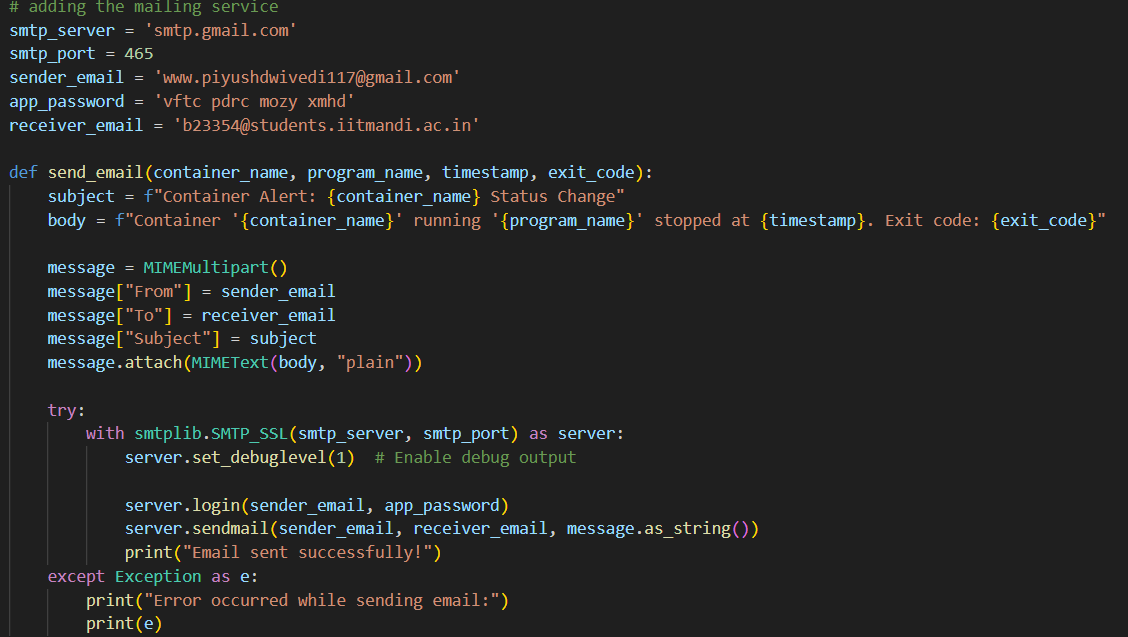 # adding the mailing service
smtp_server = 'smtp.gmail.com'
smtp_port = 465
sender_email = 'www.piyushdwivedi117@gmail.com'
app_password = 'vftc pdrc mozy xmhd'
receiver_email = 'b23354@students.iitmandi.ac.in'

def send_email(container_name, program_name, timestamp, exit_code):
    subject = f"Container Alert: {container_name} Status Change"
    body = f"Container '{container_name}' running '{program_name}' stopped at {timestamp}. Exit code: {exit_code}"

    message = MIMEMultipart()
    message["From"] = sender_email
    message["To"] = receiver_email
    message["Subject"] = subject
    message.attach(MIMEText(body, "plain"))

    try:
        with smtplib.SMTP_SSL(smtp_server, smtp_port) as server:
            server.set_debuglevel(1)  # Enable debug output

            server.login(sender_email, app_password)
            server.sendmail(sender_email, receiver_email, message.as_string())
            print("Email sent successfully!")
    except Exception as e:
        print("Error occurred while sending email:")
        print(e)